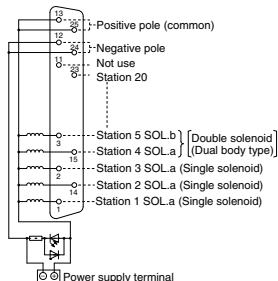 13
25
Positive pole (common)
12
24
Negative pole
11
Not use
23
Station 20
Station 5 SOL.b
3
Station 4 SOL.a
15
Double solenoid
(Dual body type)
Station 3 SOL.a (Single solenoid)
2
Station 2 SOL.a (Single solenoid)
14
Station 1 SOL.a (Single solenoid)
1
⊖ ⊕ Power supply terminal